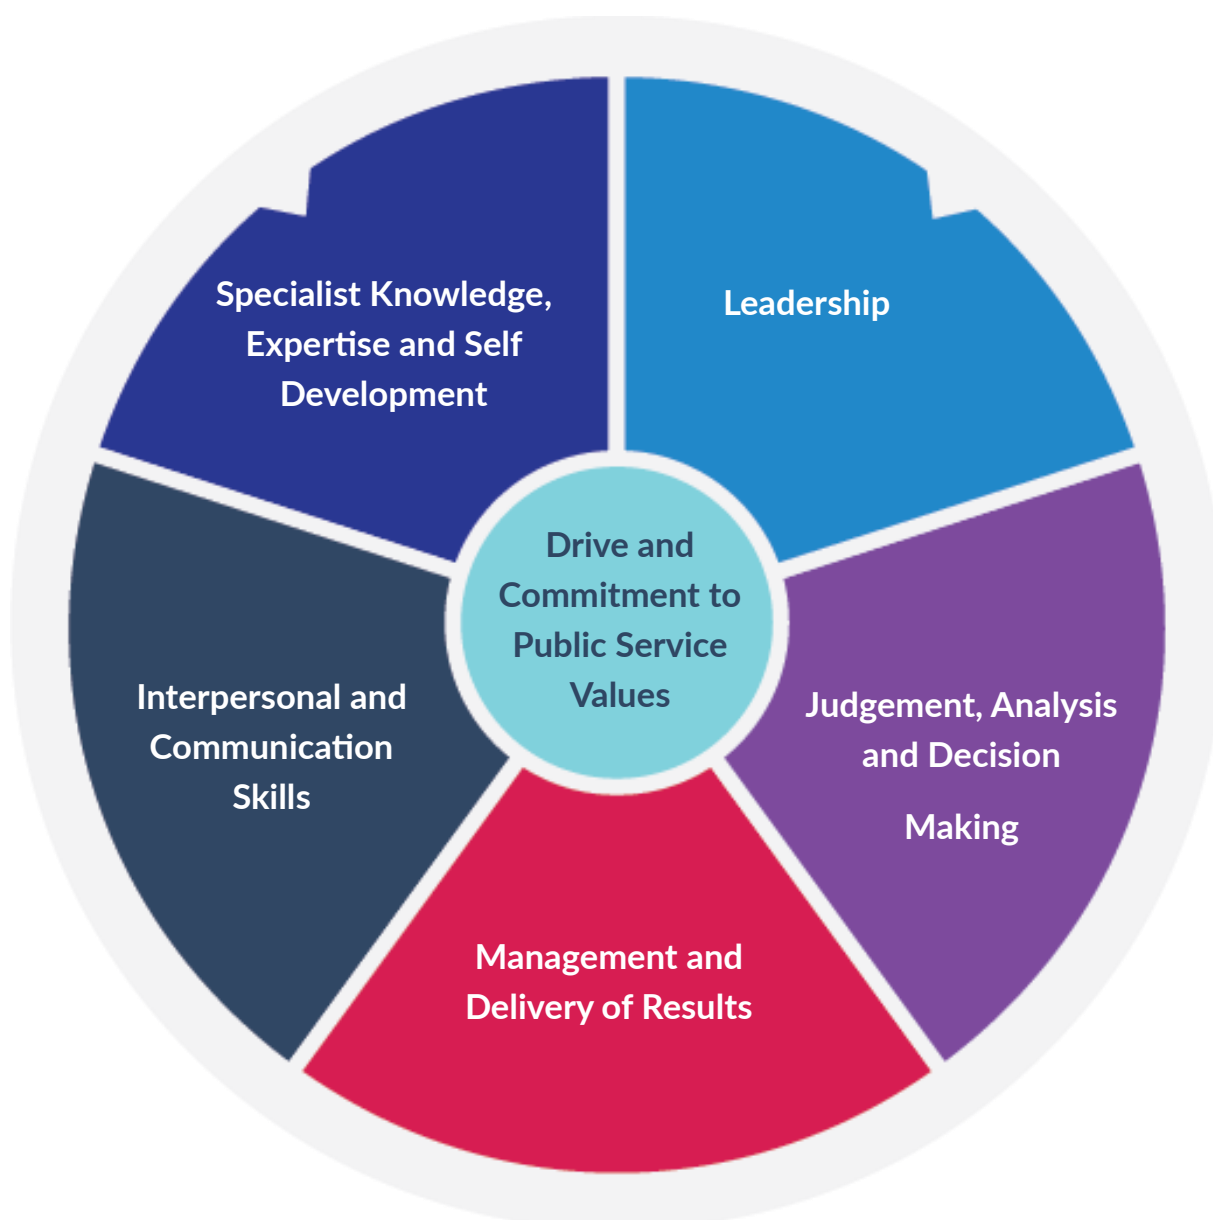 Specialist Knowledge,
Expertise and Self
Development
Leadership
Drive and
Commitment to
Public Service
Values
Interpersonal and
Communication
Skills
Judgement, Analysis
and Decision
Making
Management and
Delivery of Results